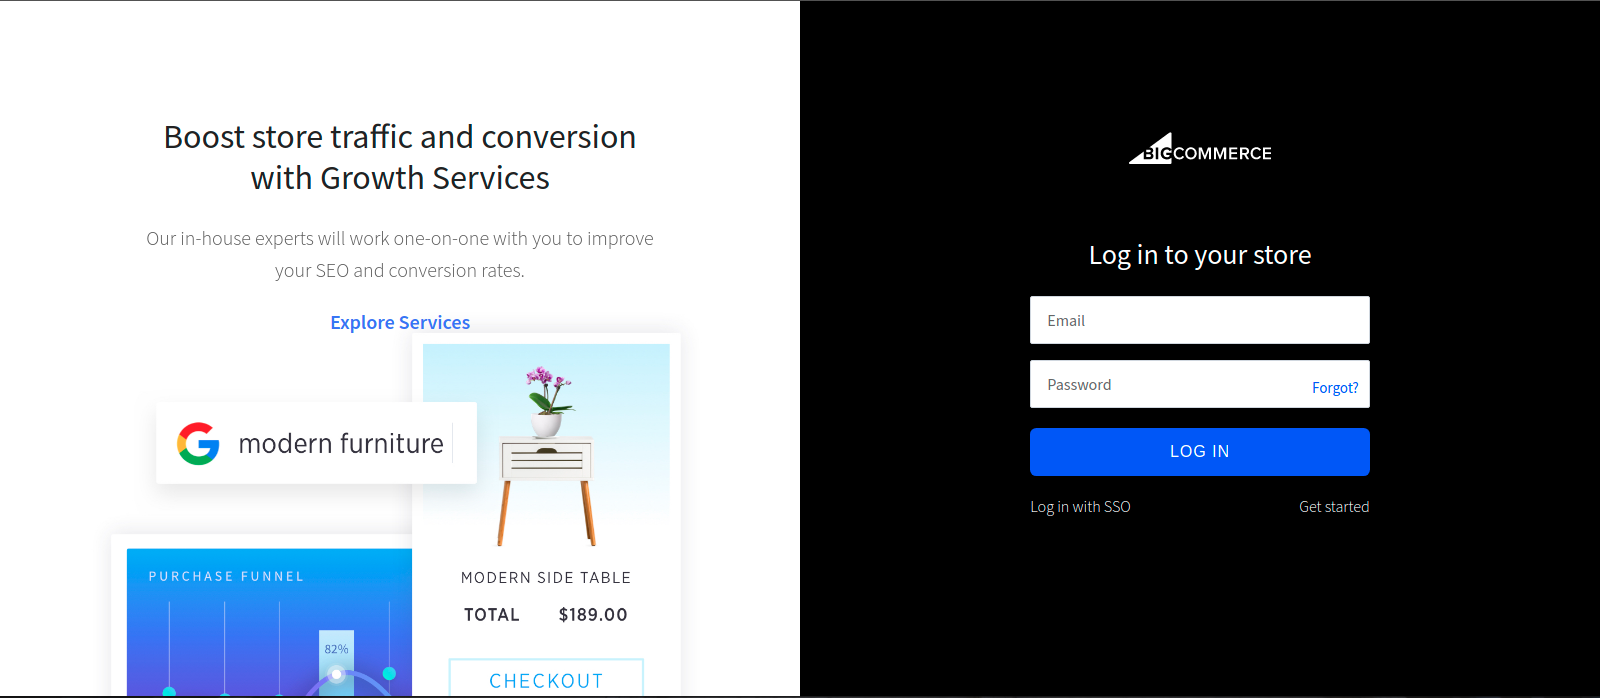 Boost store traffic and conversion
with Growth Services
Our in-house experts will work one-on-one with you to improve
your SEO and conversion rates.
Explore Services
modern furniture
PURCHASE FUNNEL
82%
MODERN SIDE TABLE
TOTAL $189.00
CHECKOUT
BIGCOMMERCE
Log in to your store
Email
Password Forgot?
LOG IN
Log in with SSO Get started